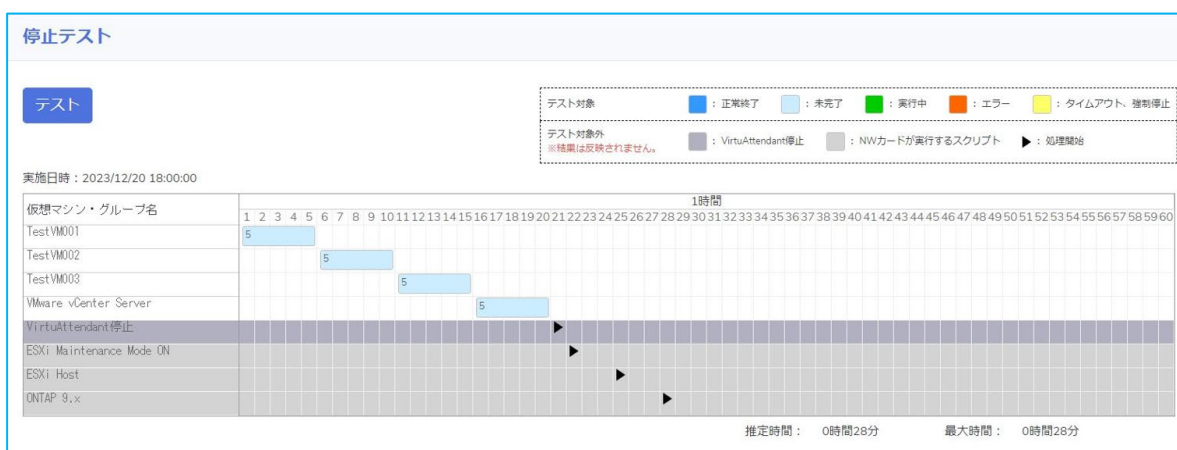 停止テスト
テスト
テスト対象 : 正常終了 : 未完了 : 実行中 : エラー : タイムアウト、強制停止
テスト対象外 : VirtuAttendant停止 : NWカードが実行するスクリプト ▶ : 処理開始
※結果は反映されません。
実施日時：2023/12/20 18:00:00
仮想マシン・グループ名 1時間
1 2 3 4 5 6 7 8 9 10 11 12 13 14 15 16 17 18 19 20 21 22 23 24 25 26 27 28 29 30 31 32 33 34 35 36 37 38 39 40 41 42 43 44 45 46 47 48 49 50 51 52 53 54 55 56 57 58 59 60
TestVM001 5
TestVM002 5
TestVM003 5
VMware vCenter Server 5
VirtuAttendant停止 ▶
ESXi Maintenance Mode ON ▶
ESXi Host ▶
ONTAP 9.x ▶
推定時間： 0時間28分 最大時間： 0時間28分